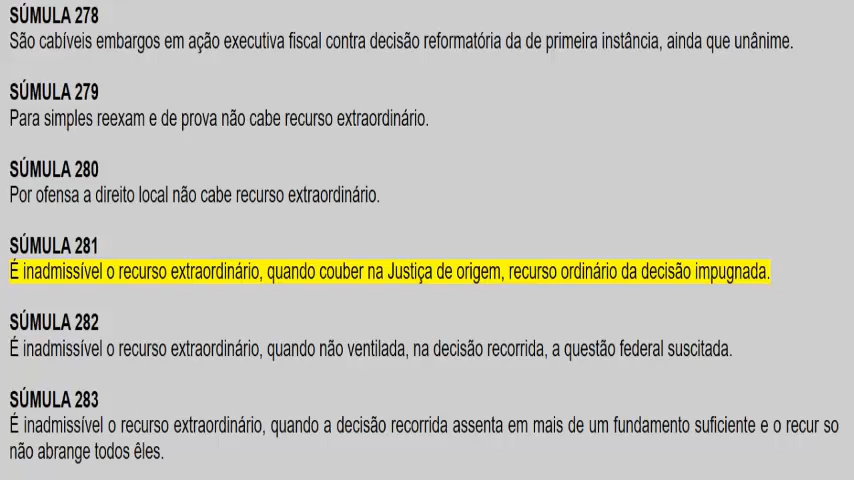 SÚMULA 278
São cabíveis embargos em ação executiva fiscal contra decisão reformatória da de primeira instância, ainda que unânime.
SÚMULA 279
Para simples reexam e de prova não cabe recurso extraordinário.
SÚMULA 280
Por ofensa a direito local não cabe recurso extraordinário.
SÚMULA 281
É inadmissível o recurso extraordinário, quando couber na Justiça de origem, recurso ordinário da decisão impugnada.
SÚMULA 282
É inadmissível o recurso extraordinário, quando não ventilada, na decisão recorrida, a questão federal suscitada.
SÚMULA 283
É inadmissível o recurso extraordinário, quando a decisão recorrida assenta em mais de um fundamento suficiente e o recur so
não abrange todos êles.